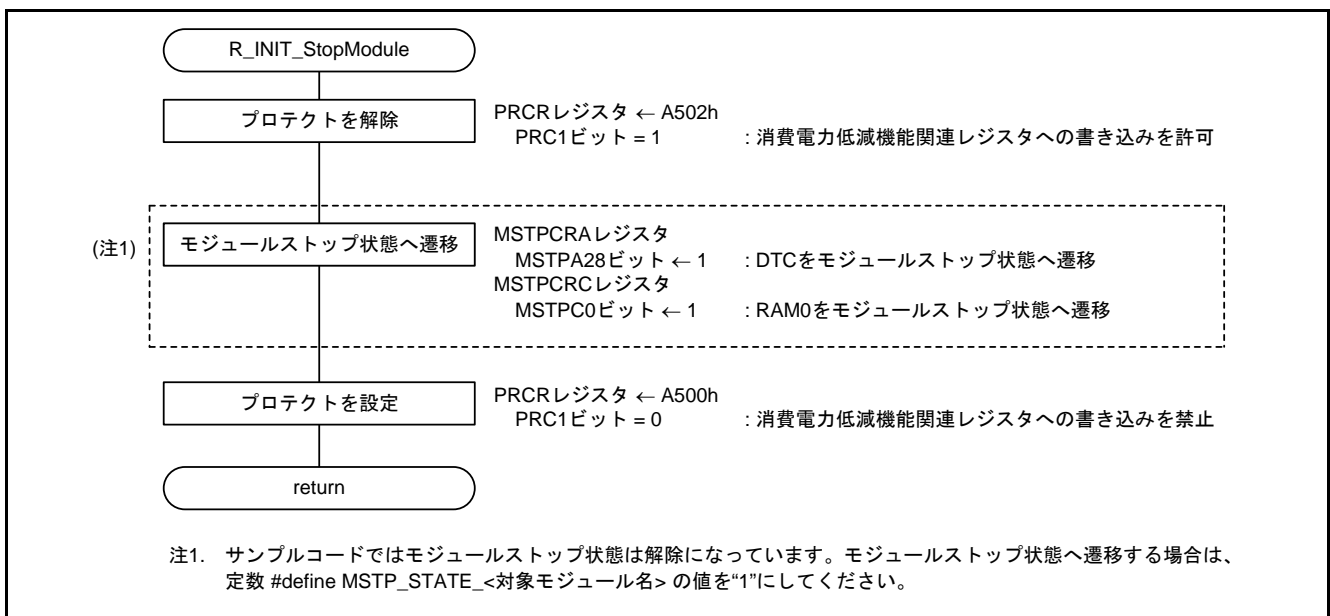 R_INIT_StopModule
プロテクトを解除
PRCRレジスタ ← A502h
PRC1ビット = 1 : 消費電力低減機能関連レジスタへの書き込みを許可
(注1)
モジュールストップ状態へ遷移
MSTPCRAレジスタ
MSTPA28ビット ← 1 : DTCをモジュールストップ状態へ遷移
MSTPCRCレジスタ
MSTPC0ビット ← 1 : RAM0をモジュールストップ状態へ遷移
プロテクトを設定
PRCRレジスタ ← A500h
PRC1ビット = 0 : 消費電力低減機能関連レジスタへの書き込みを禁止
return
注1. サンプルコードではモジュールストップ状態は解除になっています。モジュールストップ状態へ遷移する場合は、
定数 #define MSTP_STATE_<対象モジュール名> の値を“1”にしてください。